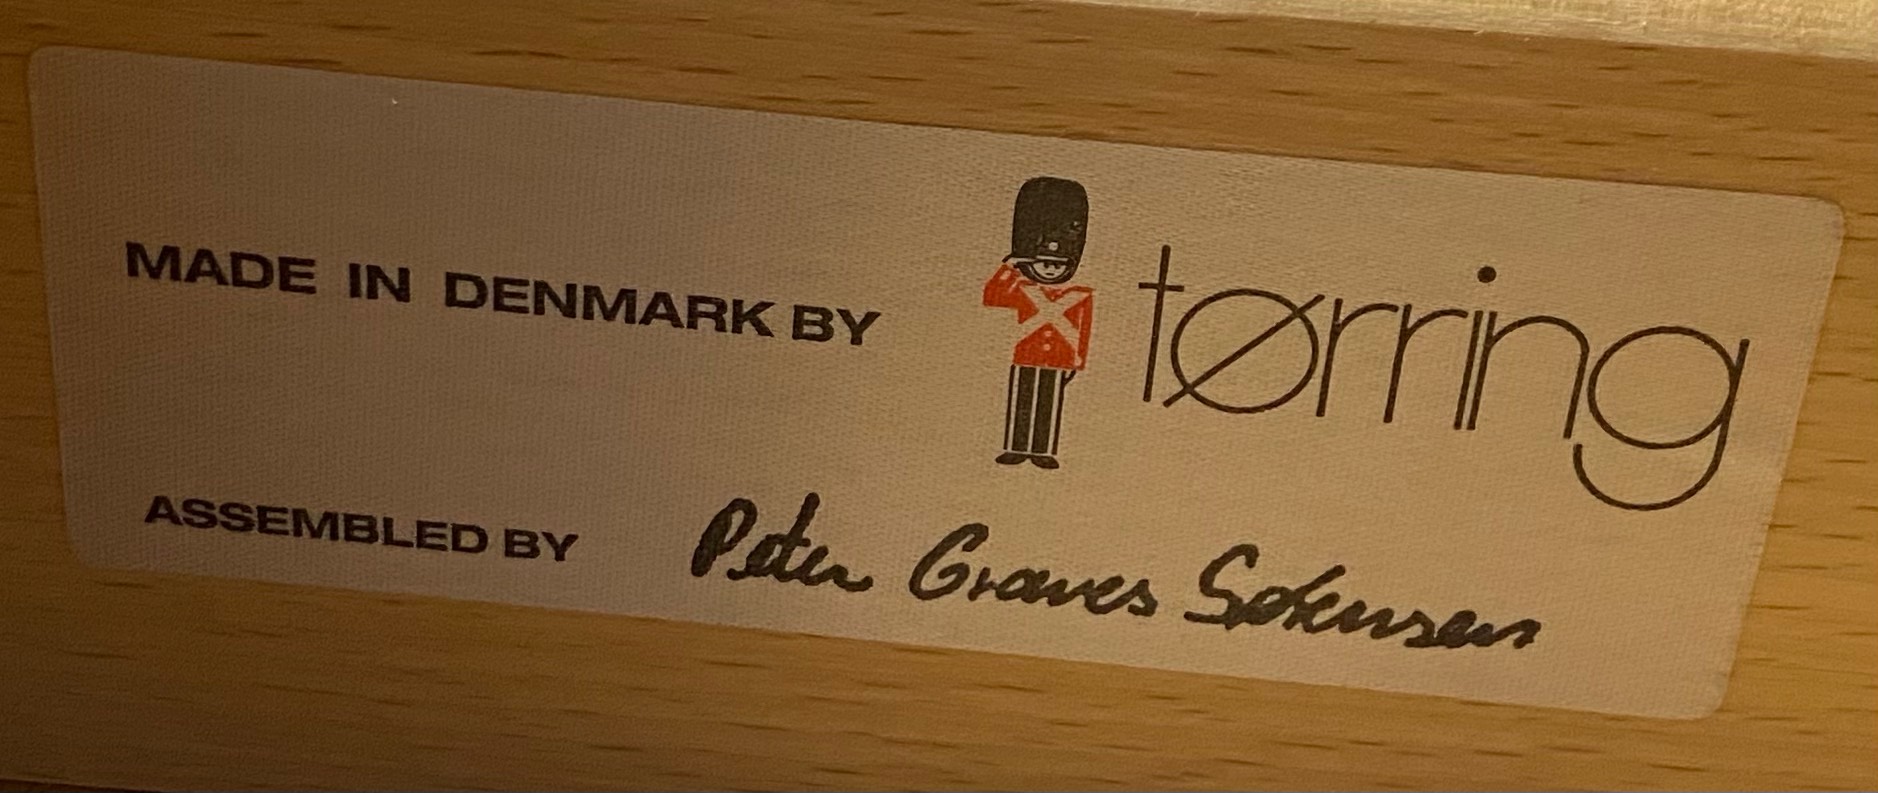 MADE IN DENMARK BY tørring
ASSEMBLED BY Peter Graves Sørensen